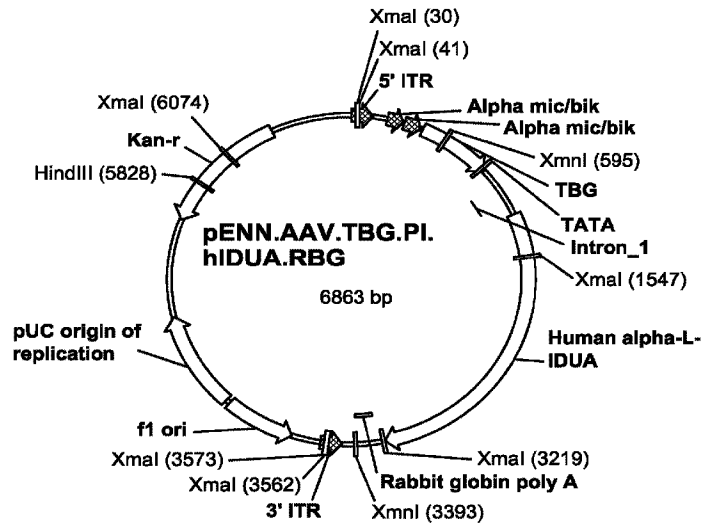 XmaI (30)
XmaI (41)
5' ITR
Alpha mic/bik
Alpha mic/bik
XmnI (595)
TBG
TATA
Intron_1
XmaI (1547)
Human alpha-L-
IDUA
XmaI (3219)
Rabbit globin poly A
XmnI (3393)
3' ITR
XmaI (3562)
XmaI (3573)
f1 ori
pUC origin of
replication
HindIII (5828)
Kan-r
XmaI (6074)
pENN.AAV.TBG.PI.
hIDUA.RBG
6863 bp